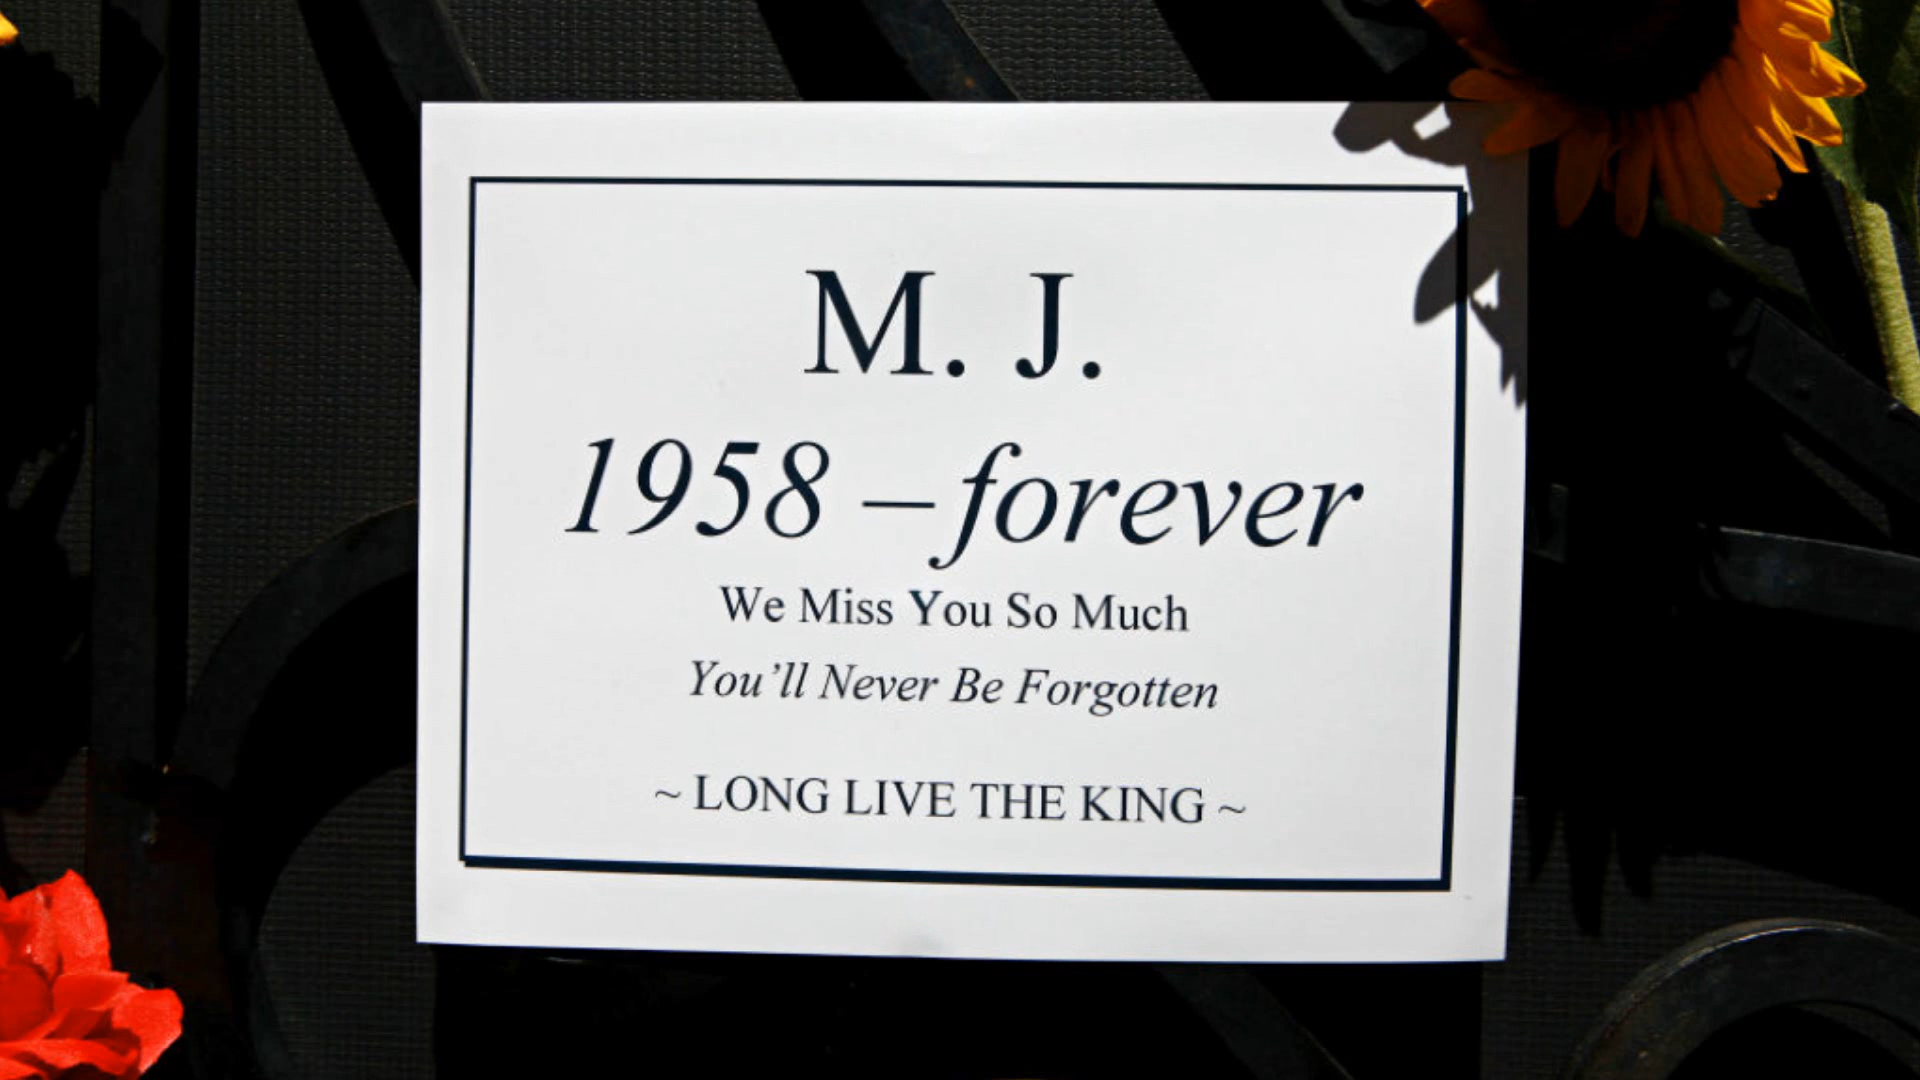 M. J.
1958 – forever
We Miss You So Much
You’ll Never Be Forgotten
~ LONG LIVE THE KING ~